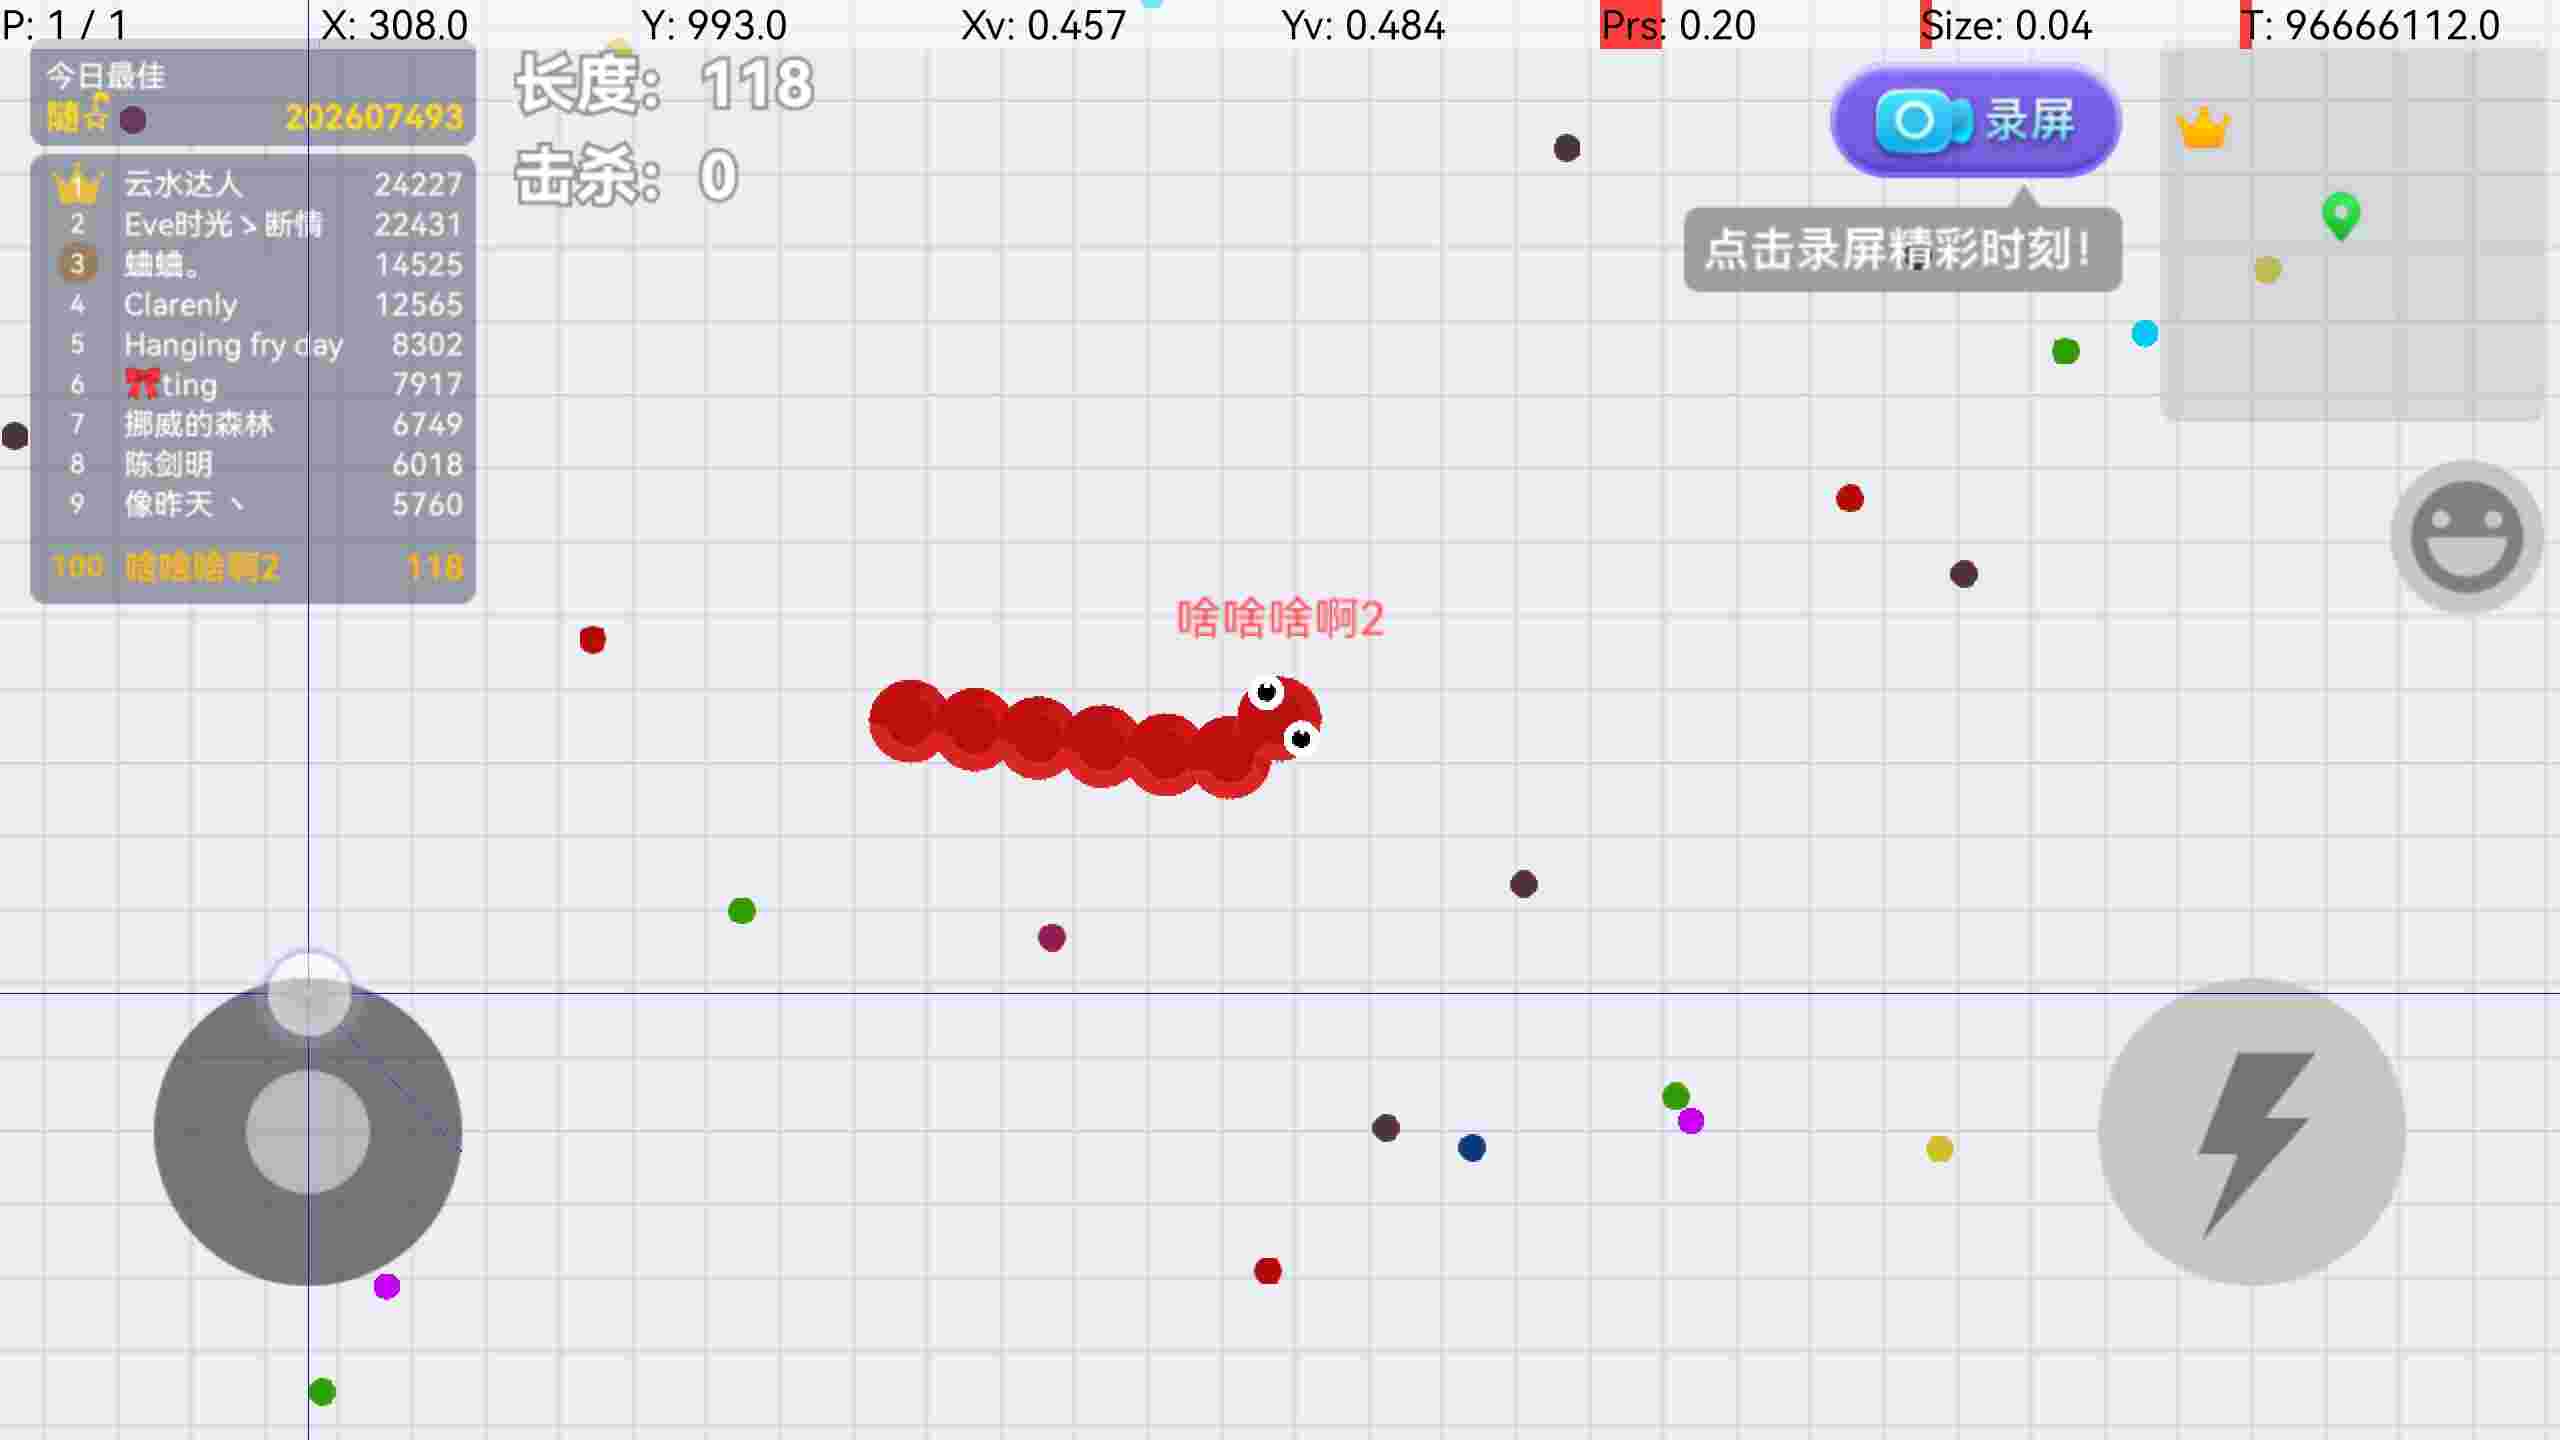 P: 1 / 1 X: 308.0 Y: 993.0 Xv: 0.457 Yv: 0.484 Prs: 0.20 Size: 0.04 T: 96666112.0
今日最佳
随☆ 202607493
1 云水达人 24227
2 Eve时光ゝ断情 22431
3 蛐蛐。 14525
4 Clarenly 12565
5 Hanging fry day 8302
6 🎀ting 7917
7 挪威的森林 6749
8 陈剑明 6018
9 像昨天丶 5760
100 啥啥啥啊2 118
长度：118
击杀：0
录屏
点击录屏精彩时刻！
啥啥啥啊2